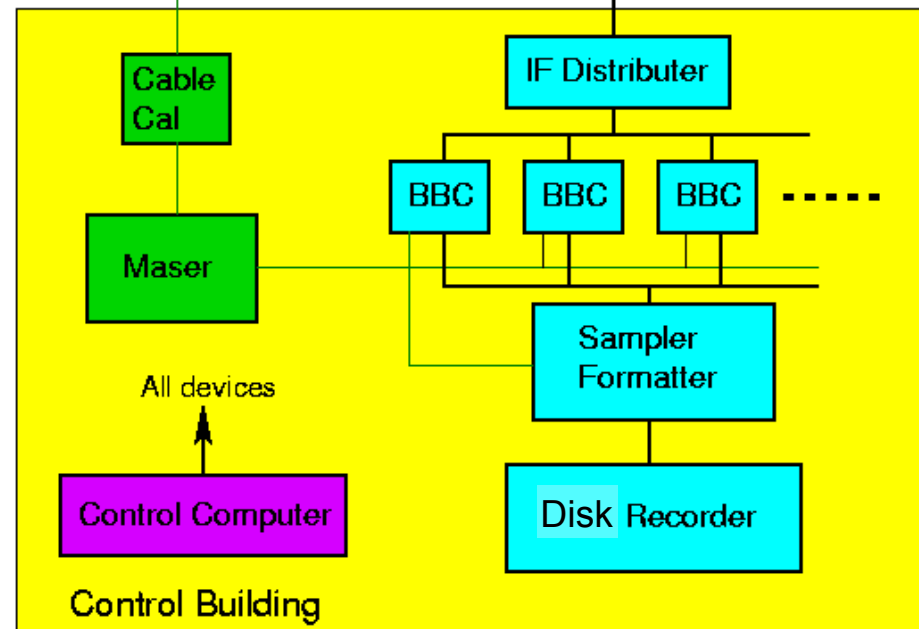 Cable
Cal
IF Distributer
BBC
BBC
BBC
Maser
Sampler
Formatter
All devices
Control Computer
Disk Recorder
Control Building